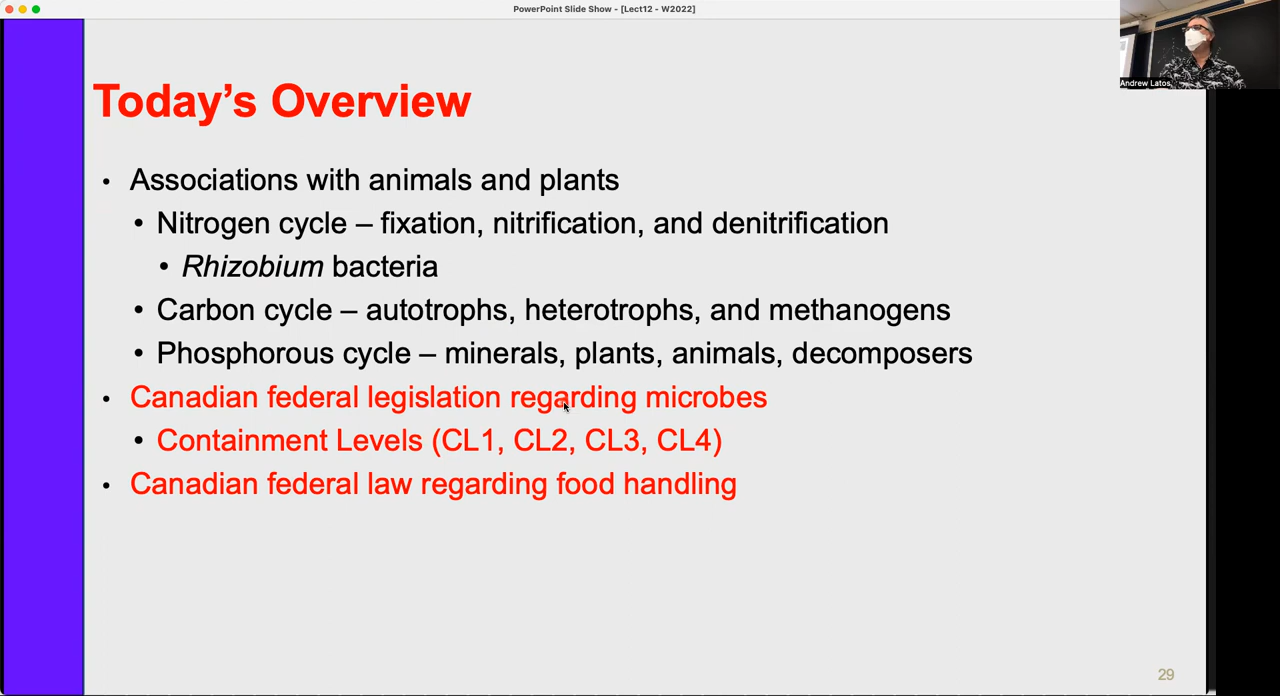 PowerPoint Slide Show - [Lect12 - W2022]
Andrew Latos
Today's Overview
• Associations with animals and plants
• Nitrogen cycle – fixation, nitrification, and denitrification
• Rhizobium bacteria
• Carbon cycle – autotrophs, heterotrophs, and methanogens
• Phosphorous cycle – minerals, plants, animals, decomposers
• Canadian federal legislation regarding microbes
• Containment Levels (CL1, CL2, CL3, CL4)
• Canadian federal law regarding food handling
29